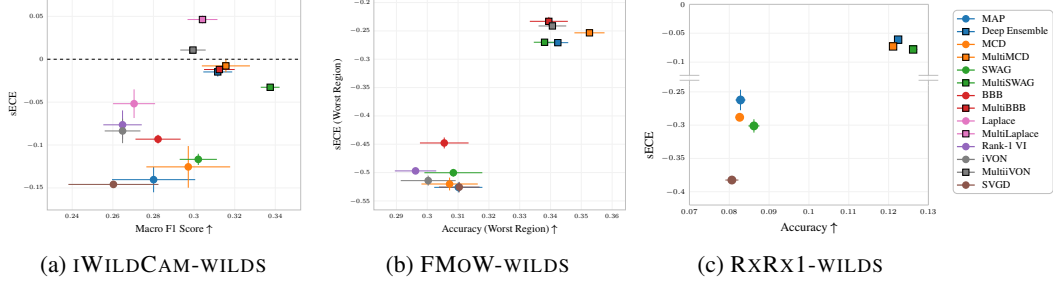 0.05
0
−0.05
−0.1
−0.15
sECE
0.24
0.26
0.28
0.3
0.32
0.34
Macro F1 Score ↑
(a) IWILDCAM-WILDS
−0.2
−0.25
−0.3
−0.35
−0.4
−0.45
−0.5
−0.55
sECE (Worst Region)
0.29
0.3
0.31
0.32
0.33
0.34
0.35
0.36
Accuracy (Worst Region) ↑
(b) FMOW-WILDS
0
−0.05
−0.1
−0.25
−0.3
−0.35
−0.4
sECE
0.07
0.08
0.09
0.1
0.11
0.12
0.13
Accuracy ↑
(c) RXRX1-WILDS
MAP
Deep Ensemble
MCD
MultiMCD
SWAG
MultiSWAG
BBB
MultiBBB
Laplace
MultiLaplace
Rank-1 VI
iVON
MultiiVON
SVGD